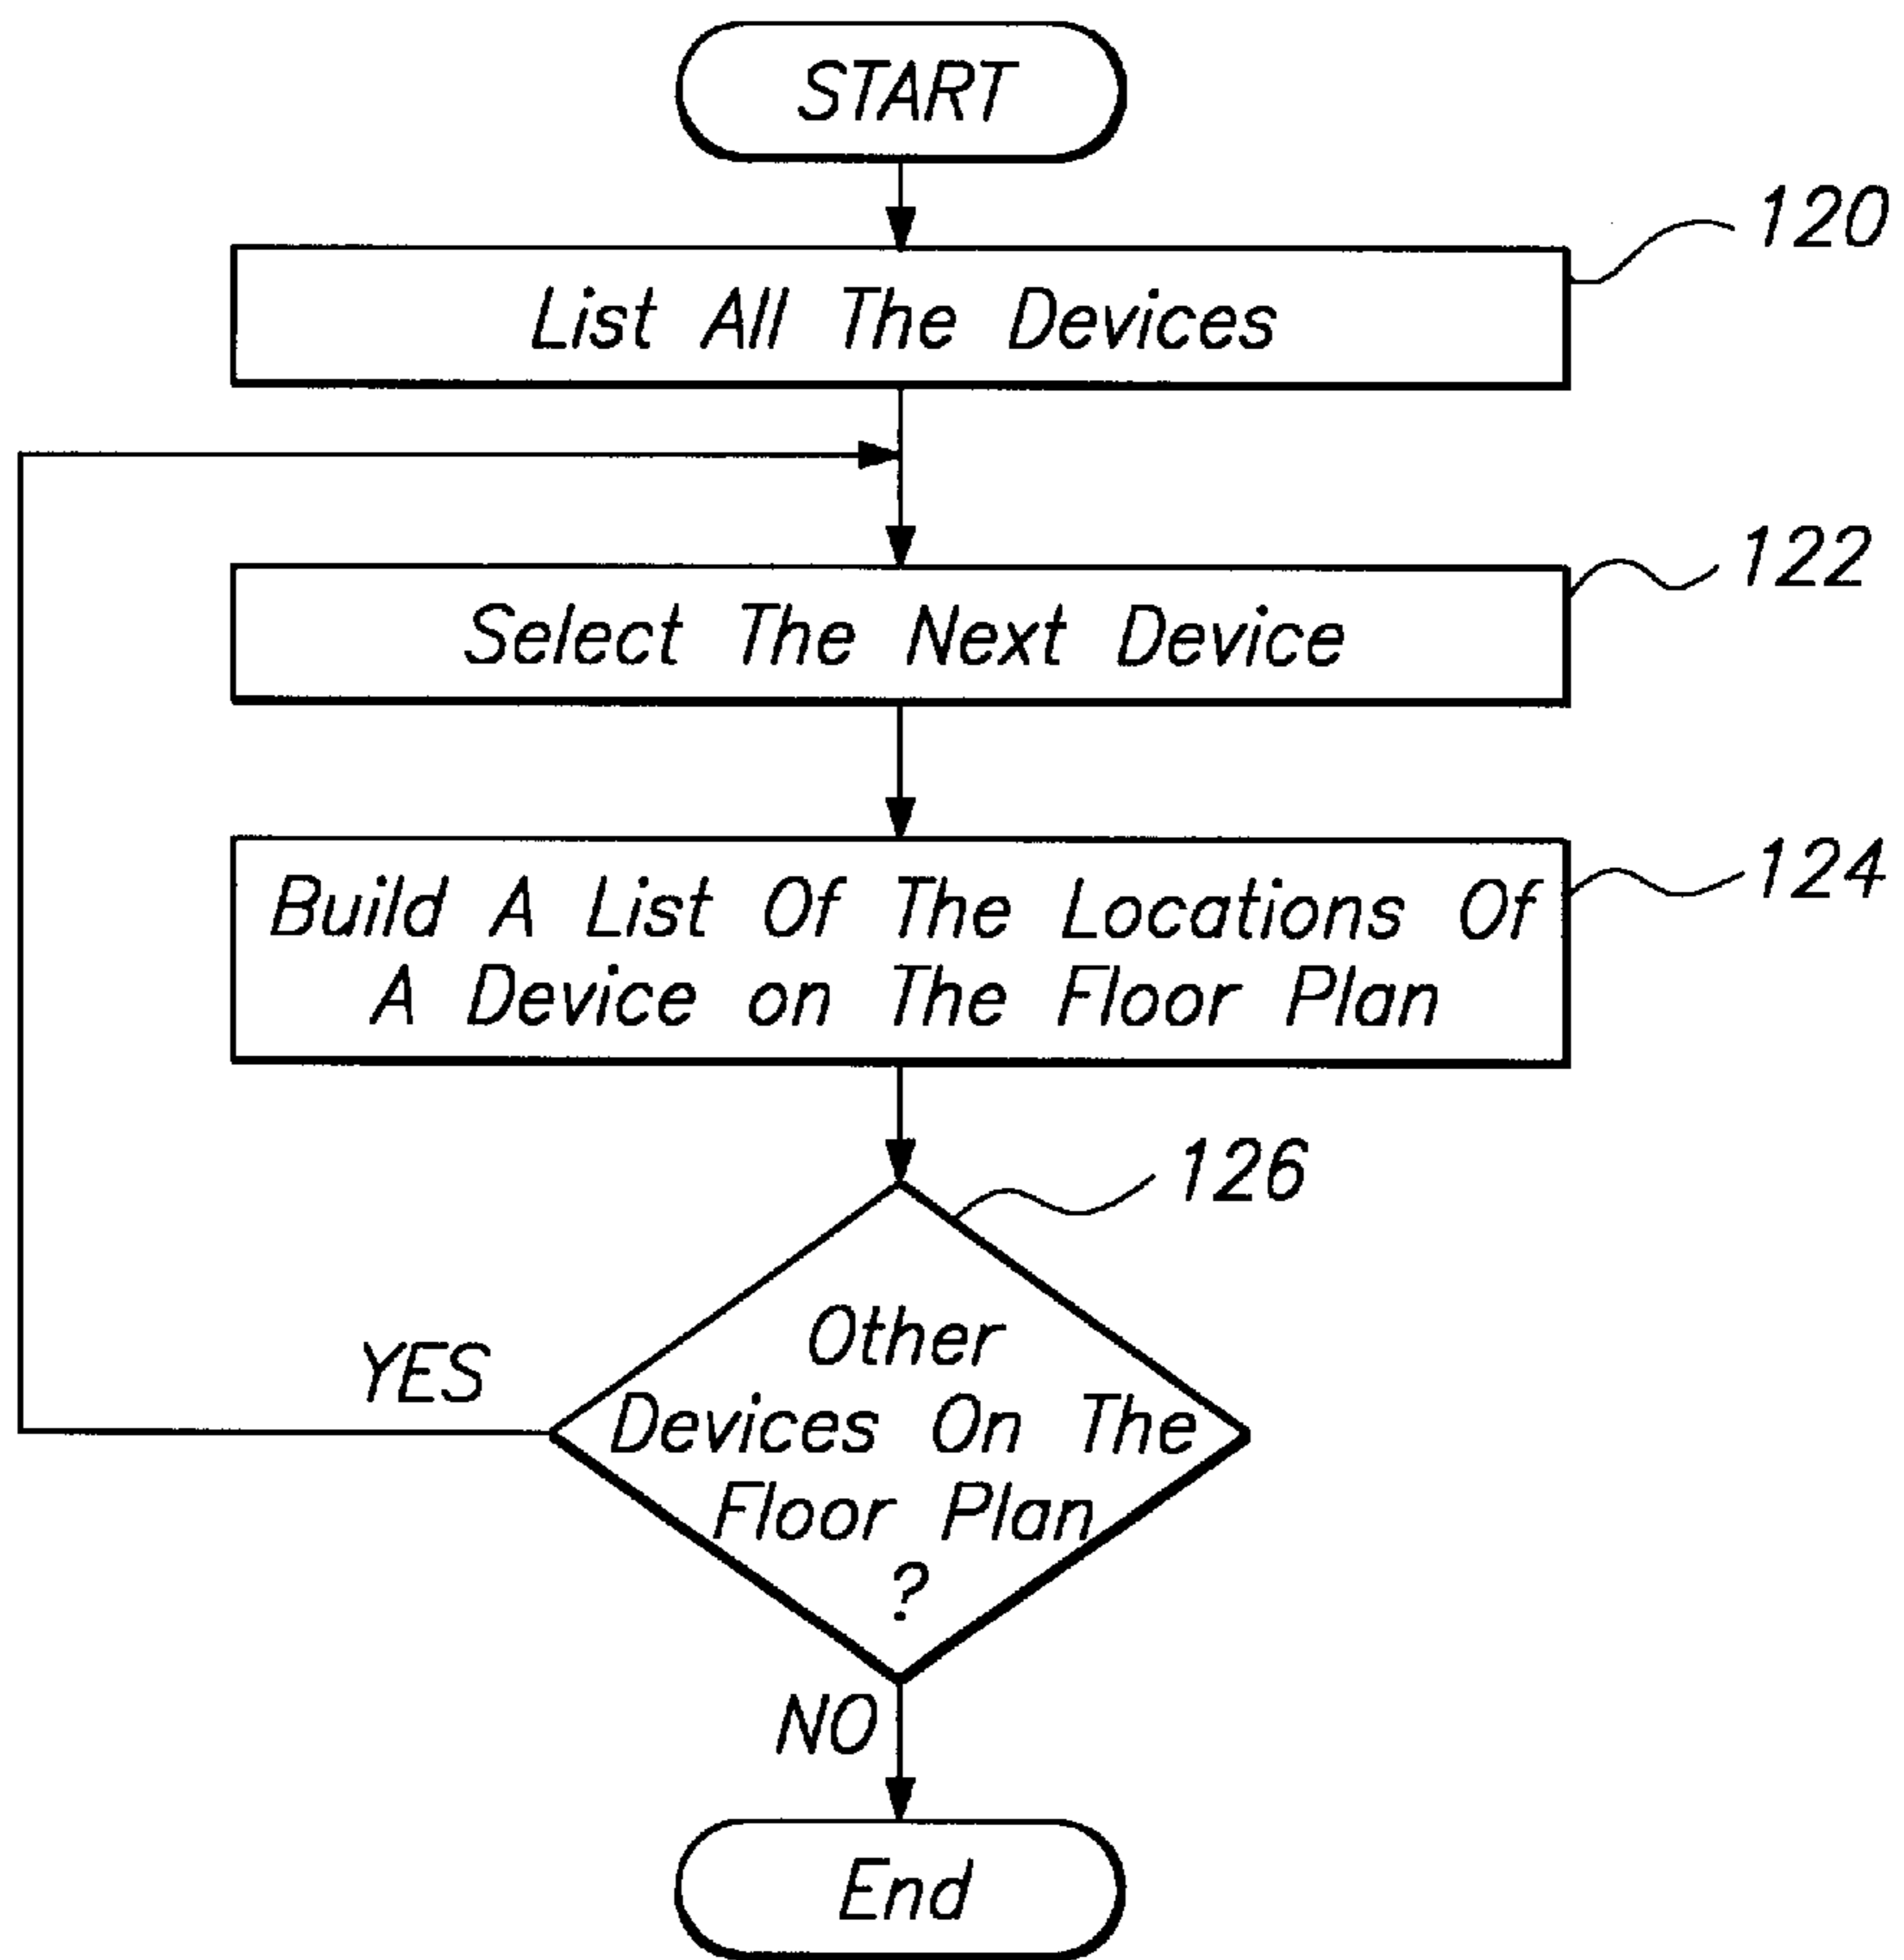 START
120
List All The Devices
122
Select The Next Device
124
Build A List Of The Locations Of
A Device on The Floor Plan
126
Other
Devices On The
Floor Plan
?
YES
NO
End